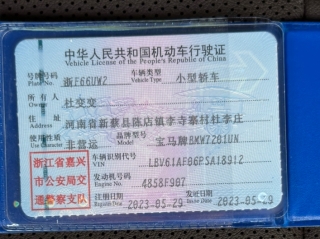 中华人民共和国机动车行驶证
Vehicle License of the People's Republic of China
号牌号码 浙F66UW2 车辆类型 小型轿车
Plate No. Vehicle Type
所有人 杜变变
Owner
住址 河南省新蔡县陈店镇李寺寨村杜李庄
Address
使用性质 非营运 品牌型号 宝马牌BMW7201UN
Use Character Model
浙江省嘉兴
市公安局交
通警察支队
车辆识别代号
VIN
发动机号码 4858F907
Engine No.
注册日期 2023-05-29 发证日期 2023-05-29
Register Date Issue Date